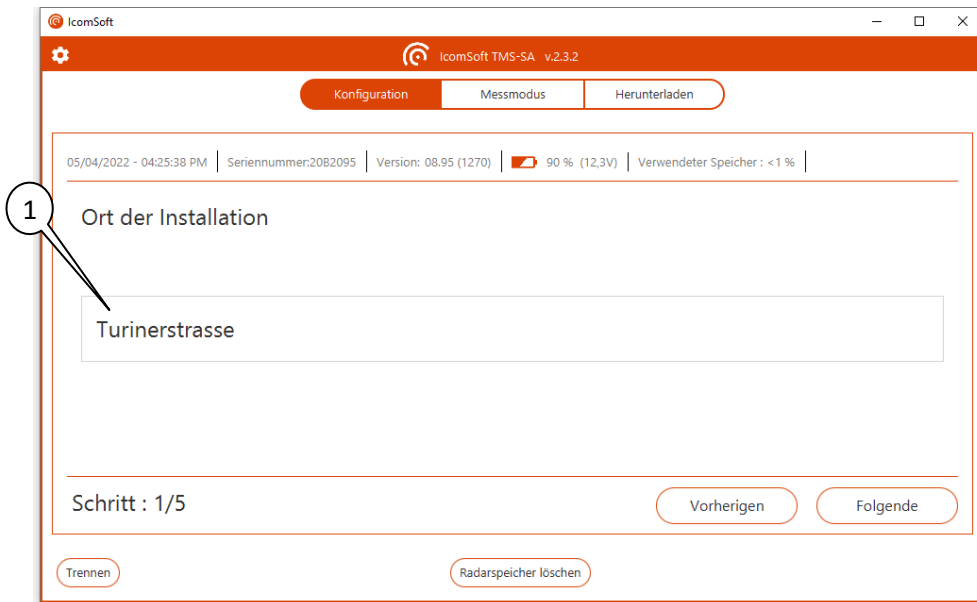 IcomSoft
IcomSoft TMS-SA v.2.3.2
Konfiguration Messmodus Herunterladen
05/04/2022 - 04:25:38 PM Seriennummer:20B2095 Version: 08.95 (1270) 90 % (12,3V) Verwendeter Speicher : <1 %
1
Ort der Installation
Turinerstrasse
Schritt : 1/5 Vorherigen Folgende
Trennen Radarspeicher löschen